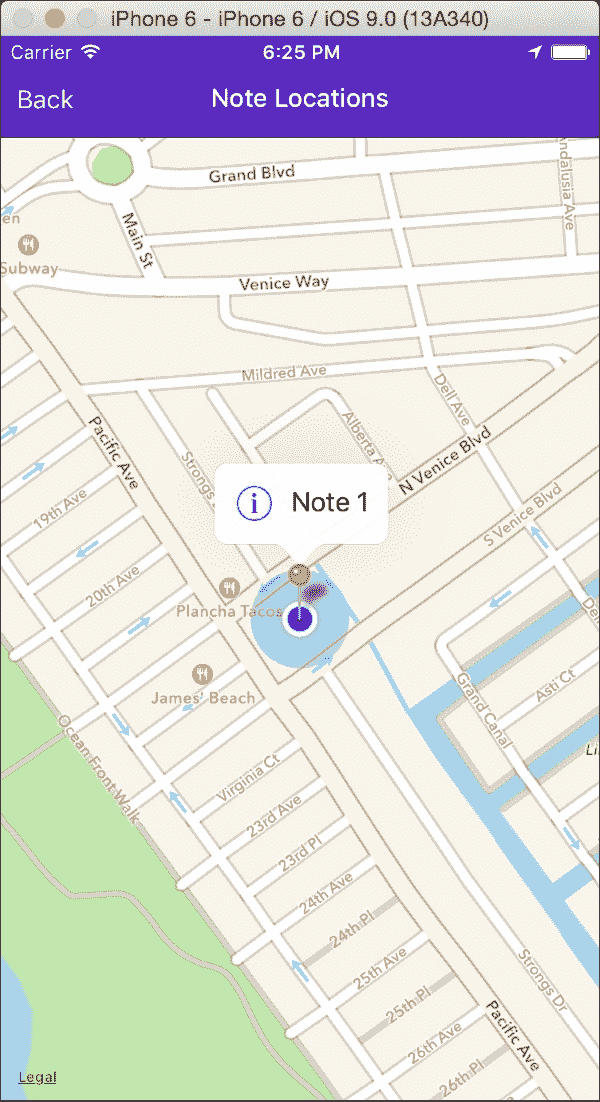 iPhone 6 - iPhone 6 / iOS 9.0 (13A340)
Carrier
6:25 PM
Back
Note Locations
Grand Blvd
Andalusia Ave
Main St
Subway
Venice Way
Mildred Ave
Dell Ave
Pacific Ave
Alberta Ave
Strongs
N Venice Blvd
i Note 1
S Venice Blvd
19th Ave
20th Ave
Plancha Tacos
James' Beach
Grand Canal
Asti Ct
Ocean Front Walk
Virginia Ct
23rd Ave
23rd Pl
24th Ave
24th Pl
25th Ave
25th Pl
Strongs Dr
Pacific Ave
26th Ave
26th Pl
Legal